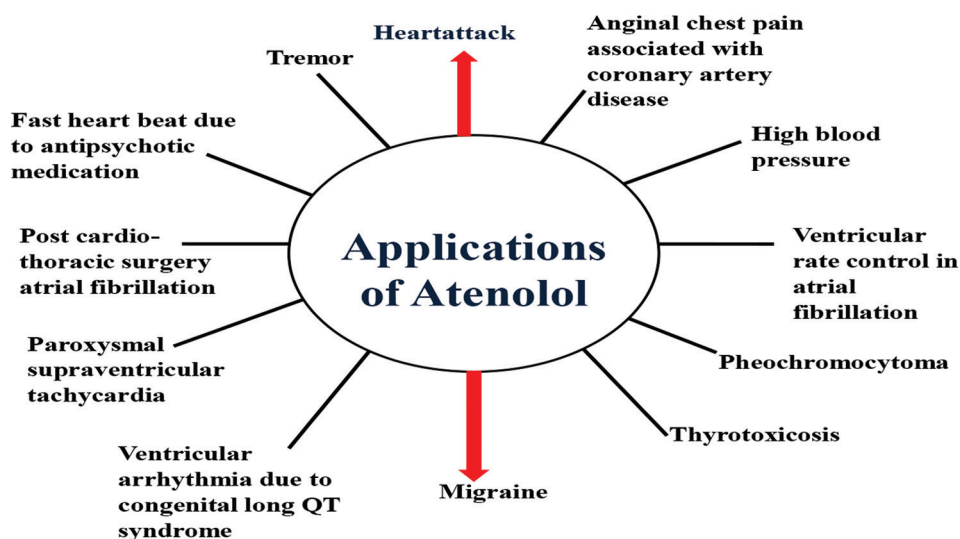 Heartattack
Anginal chest pain
associated with
coronary artery
disease
High blood
pressure
Ventricular
rate control in
atrial
fibrillation
Pheochromocytoma
Thyrotoxicosis
Migraine
Ventricular
arrhythmia due to
congenital long QT
syndrome
Paroxysmal
supraventricular
tachycardia
Post cardio-
thoracic surgery
atrial fibrillation
Fast heart beat due
to antipsychotic
medication
Tremor
Applications
of Atenolol